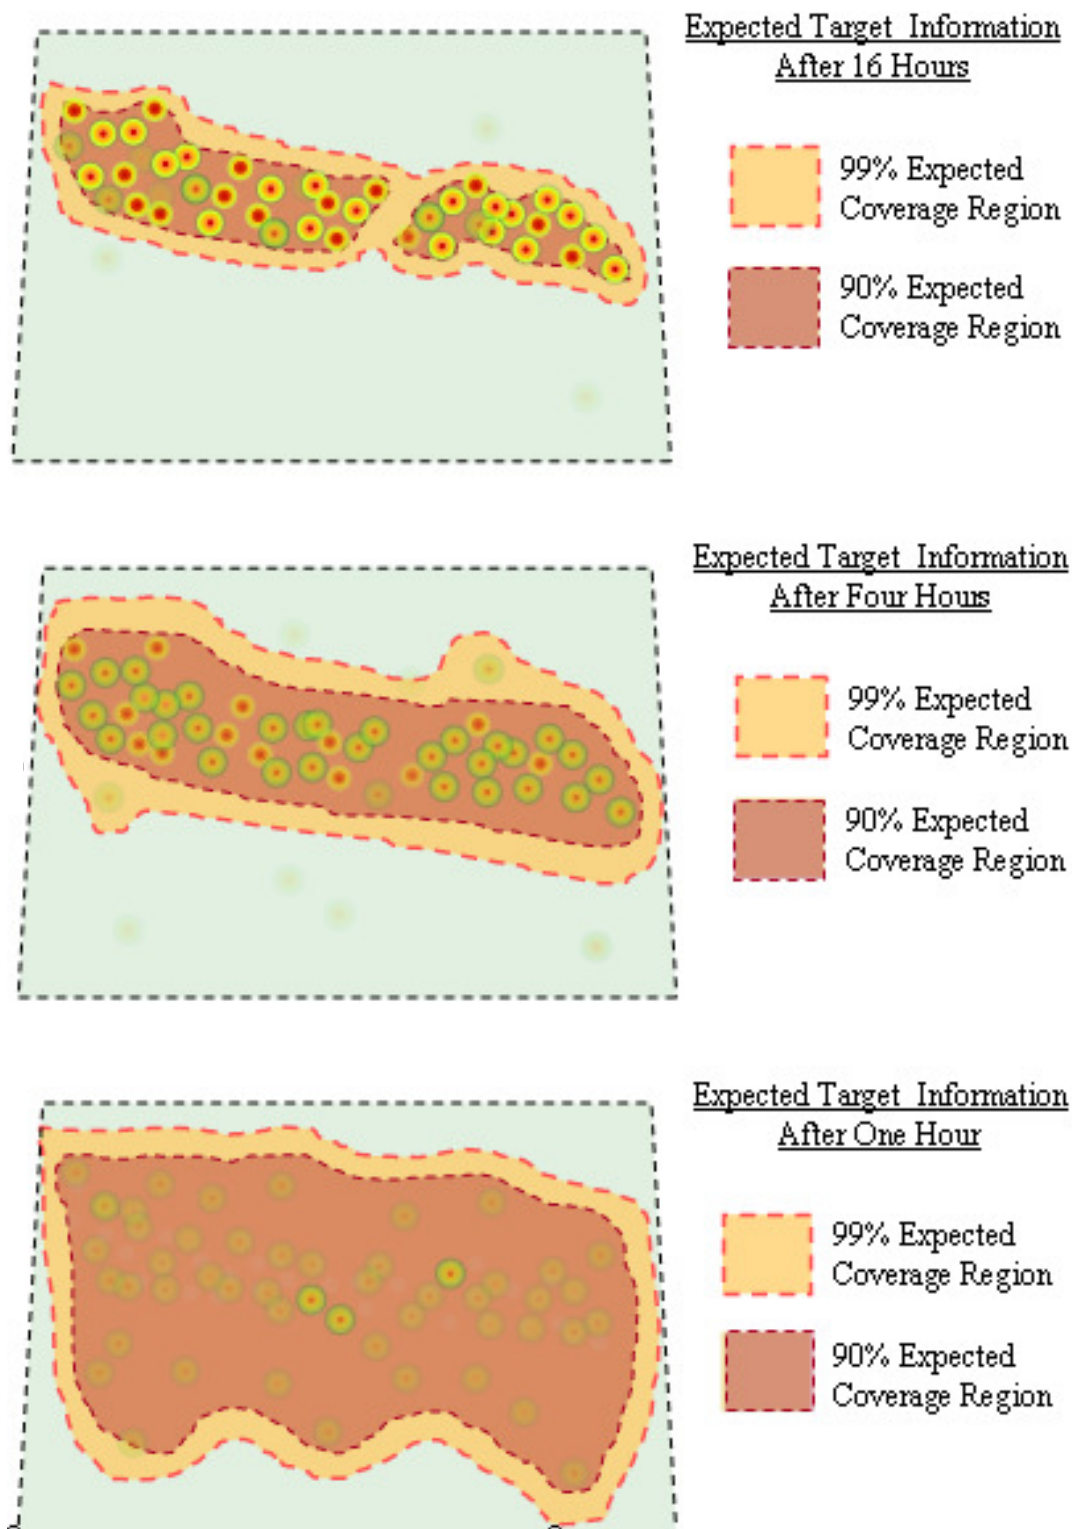 Expected Target Information
After 16 Hours
99% Expected
Coverage Region
90% Expected
Coverage Region
Expected Target Information
After Four Hours
99% Expected
Coverage Region
90% Expected
Coverage Region
Expected Target Information
After One Hour
99% Expected
Coverage Region
90% Expected
Coverage Region